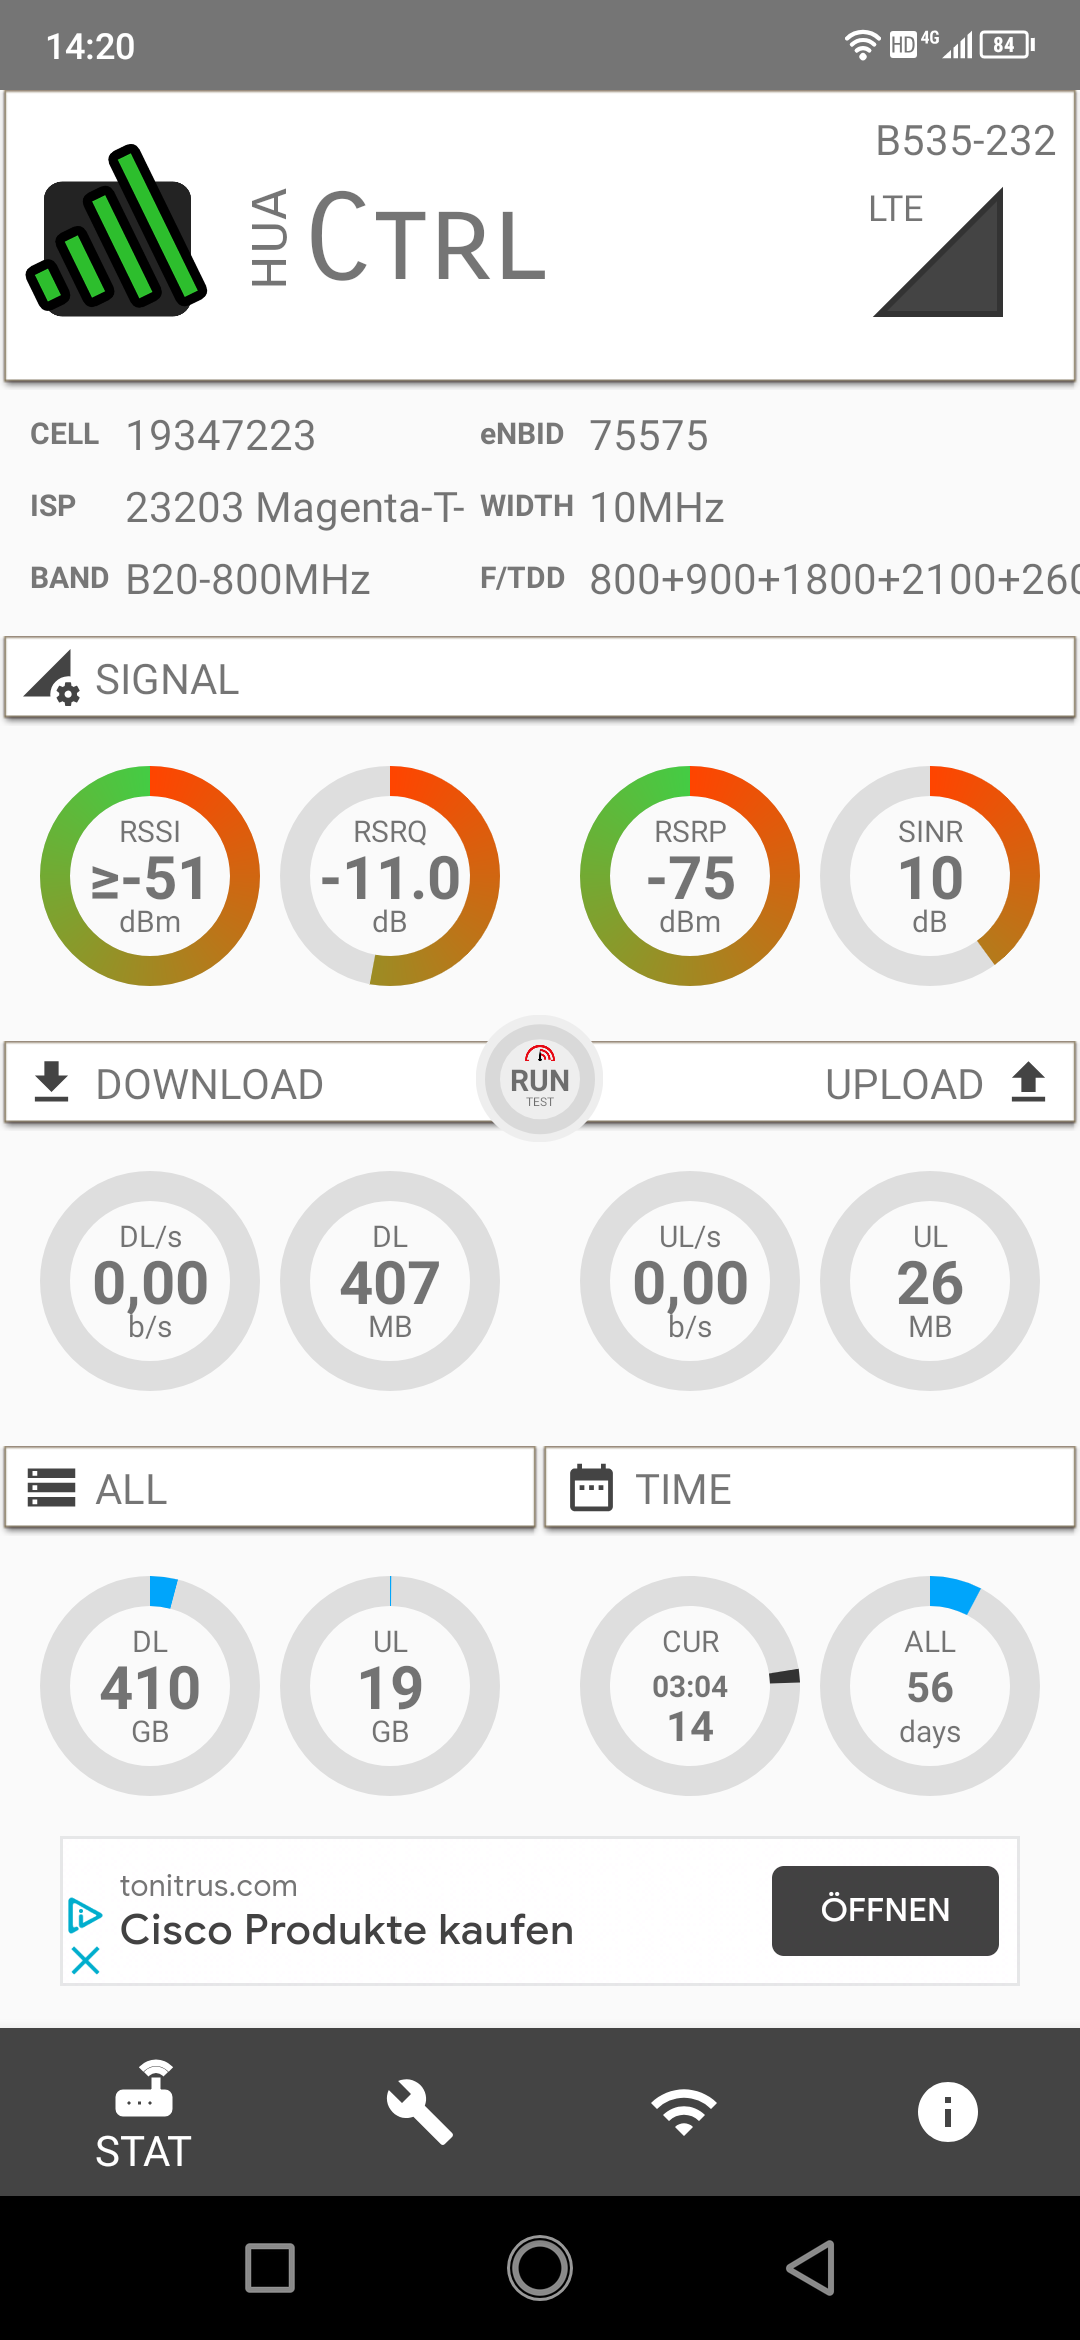 14:20
HD 4G 84
B535-232
HUA CTRL
LTE
CELL 19347223 eNBID 75575
ISP 23203 Magenta-T- WIDTH 10MHz
BAND B20-800MHz F/TDD 800+900+1800+2100+260
SIGNAL
RSSI RSRQ RSRP SINR
≥-51 -11.0 -75 10
dBm dB dBm dB
DOWNLOAD RUN TEST UPLOAD
DL/s DL UL/s UL
0,00 407 0,00 26
b/s MB b/s MB
ALL TIME
DL UL CUR ALL
410 19 03:04 56
GB GB 14 days
tonitrus.com
Cisco Produkte kaufen
ÖFFNEN
STAT